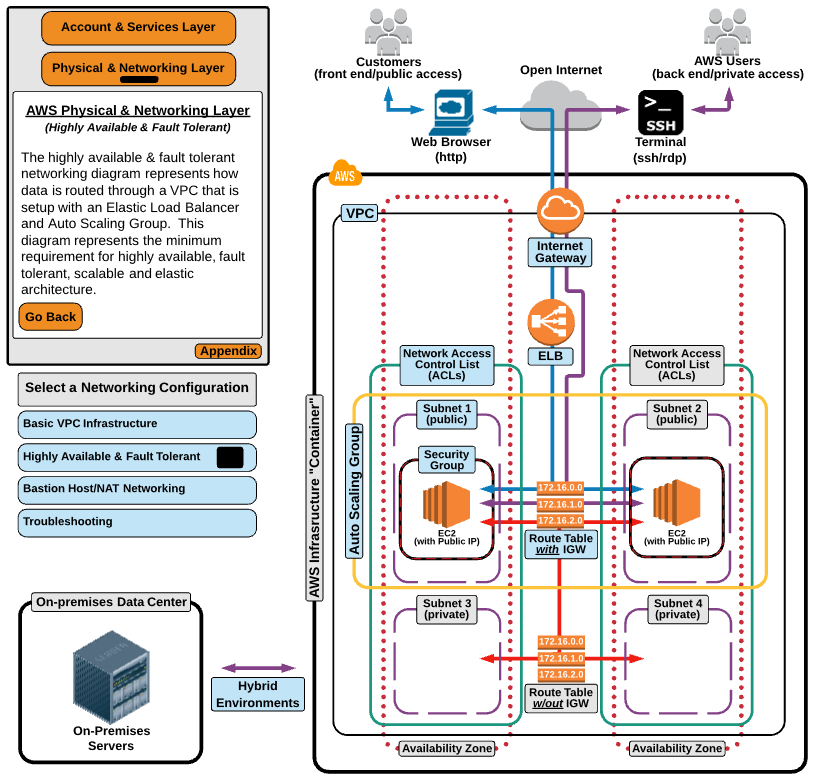 Account & Services Layer
Physical & Networking Layer
AWS Physical & Networking Layer
(Highly Available & Fault Tolerant)
The highly available & fault tolerant
networking diagram represents how
data is routed through a VPC that is
setup with an Elastic Load Balancer
and Auto Scaling Group. This
diagram represents the minimum
requirement for highly available, fault
tolerant, scalable and elastic
architecture.
Go Back
Appendix
Select a Networking Configuration
Basic VPC Infrastructure
Highly Available & Fault Tolerant
Bastion Host/NAT Networking
Troubleshooting
On-premises Data Center
On-Premises
Servers
Hybrid
Environments
Customers
(front end/public access)
Open Internet
AWS Users
(back end/private access)
Web Browser
(http)
>_
SSH
Terminal
(ssh/rdp)
AWS
VPC
Internet
Gateway
ELB
Network Access
Control List
(ACLs)
Network Access
Control List
(ACLs)
AWS Infrasructure "Container"
Auto Scaling Group
Subnet 1
(public)
Subnet 2
(public)
Security
Group
EC2
(with Public IP)
172.16.0.0
172.16.1.0
172.16.2.0
Route Table
with IGW
EC2
(with Public IP)
Subnet 3
(private)
Subnet 4
(private)
172.16.0.0
172.16.1.0
172.16.2.0
Route Table
w/out IGW
Availability Zone
Availability Zone